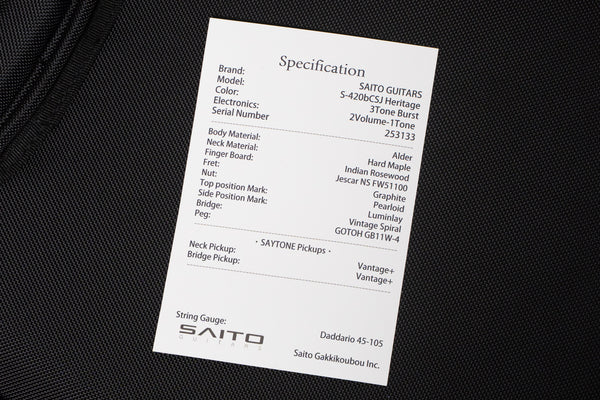 Specification
Brand: SAITO GUITARS
Model: S-420bCSJ Heritage
Color: 3Tone Burst
Electronics: 2Volume-1Tone
Serial Number 253133
Body Material: Alder
Neck Material: Hard Maple
Finger Board: Indian Rosewood
Fret: Jescar NS FW51100
Nut: Graphite
Top position Mark: Pearloid
Side Position Mark: Luminlay
Bridge: Vintage Spiral
Peg: GOTOH GB11W-4
・SAYTONE Pickups・
Neck Pickup: Vantage+
Bridge Pickup: Vantage+
String Gauge: Daddario 45-105
SAITO
GUITARS
Saito Gakkikoubou Inc.